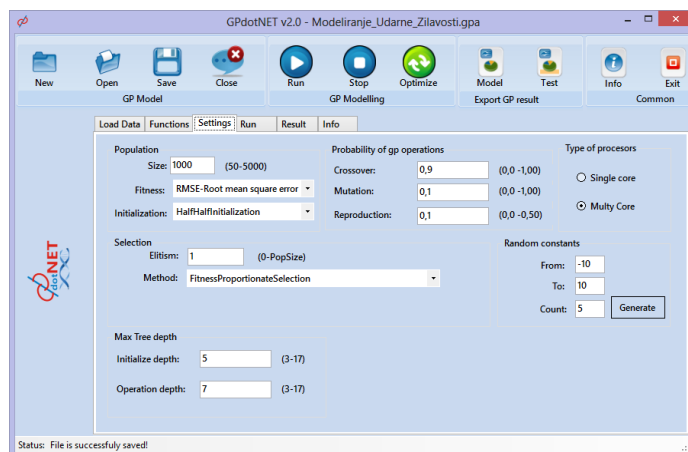 GPdotNET v2.0 - Modeliranje_Udarne_Zilavosti.gpa
New Open Save Close Run Stop Optimize Model Test Info Exit
GP Model GP Modelling Export GP result Common
Load Data Functions Settings Run Result Info
Population
Size: 1000 (50-5000)
Fitness: RMSE-Root mean square error
Initialization: HalfHalfInitialization
Probability of gp operations
Crossover: 0,9 (0,0 -1,00)
Mutation: 0,1 (0,0 -1,00)
Reproduction: 0,1 (0,0 -0,50)
Type of procesors
Single core
Multy Core
Selection
Elitism: 1 (0-PopSize)
Method: FitnessProportionateSelection
Random constants
From: -10
To: 10
Count: 5 Generate
Max Tree depth
Initialize depth: 5 (3-17)
Operation depth: 7 (3-17)
GPdotNET
Status: File is successfuly saved!